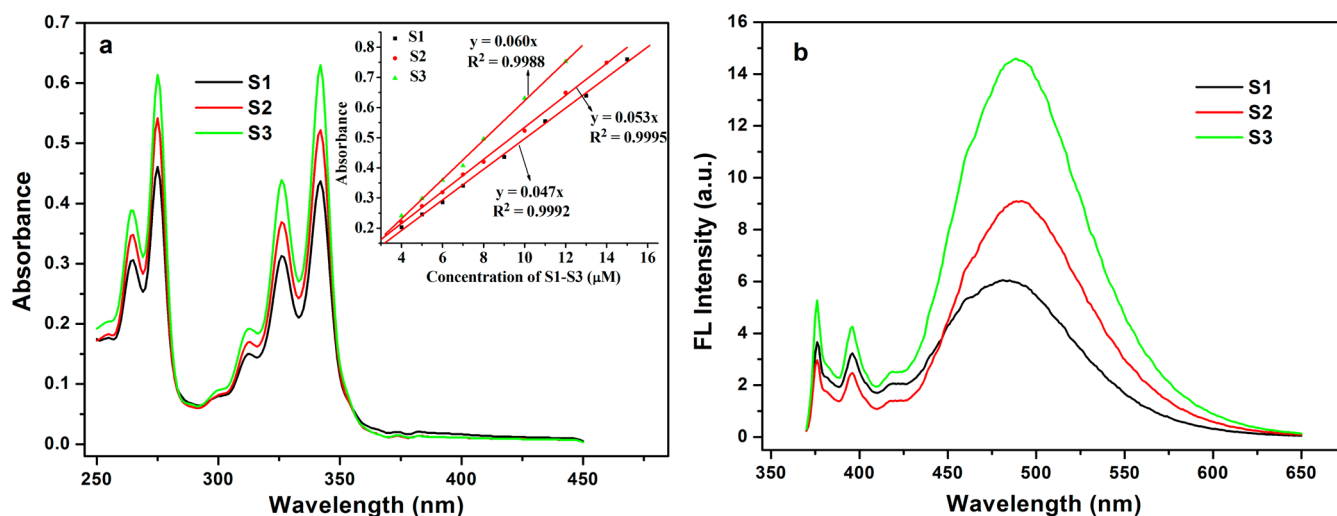 a
S1
S2
S3
0.7
0.6
0.5
0.4
0.3
0.2
0.1
0.0
Absorbance
250 300 350 400 450
Wavelength (nm)
S1
S2
S3
y = 0.060x
R² = 0.9988
y = 0.053x
R² = 0.9995
y = 0.047x
R² = 0.9992
0.8
0.7
0.6
0.5
0.4
0.3
0.2
Absorbance
4 6 8 10 12 14 16
Concentration of S1-S3 (μM)
b
S1
S2
S3
16
14
12
10
8
6
4
2
0
FL Intensity (a.u.)
350 400 450 500 550 600 650
Wavelength (nm)